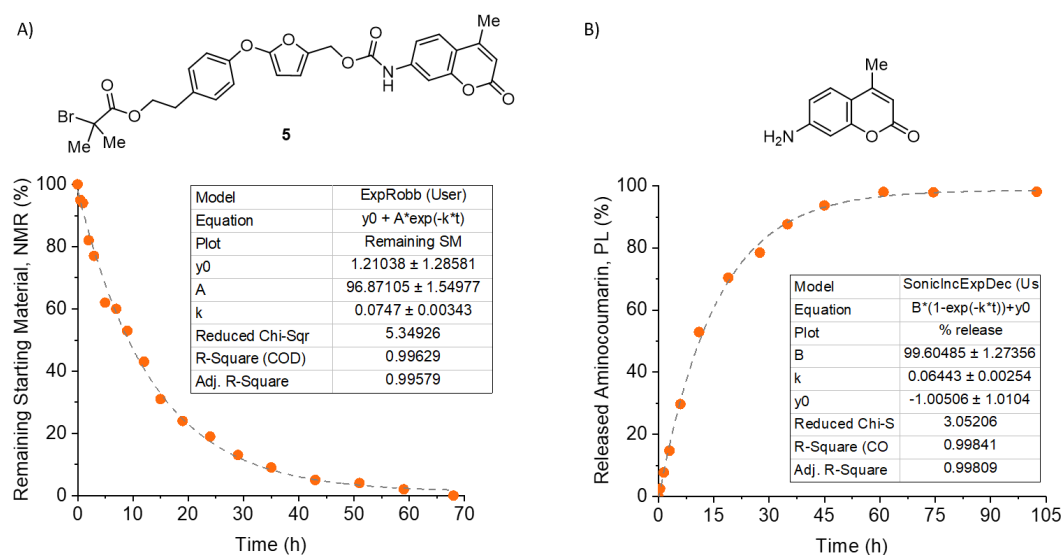 A)
Me
O
O
O
O
N
H
O
O
O
Br
O
Me
Me
5
Remaining Starting Material, NMR (%)
100
80
60
40
20
0
0 10 20 30 40 50 60 70
Time (h)
Model ExpRobb (User)
Equation y0 + A*exp(-k*t)
Plot Remaining SM
y0 1.21038 ± 1.28581
A 96.87105 ± 1.54977
k 0.0747 ± 0.00343
Reduced Chi-Sqr 5.34926
R-Square (COD) 0.99629
Adj. R-Square 0.99579
B)
Me
H2N
O
O
Released Aminocoumarin, PL (%)
100
80
60
40
20
0
0 15 30 45 60 75 90 105
Time (h)
Model SonicIncExpDec (Us
Equation B*(1-exp(-k*t))+y0
Plot % release
B 99.60485 ± 1.27356
k 0.06443 ± 0.00254
y0 -1.00506 ± 1.0104
Reduced Chi-S 3.05206
R-Square (CO 0.99841
Adj. R-Square 0.99809